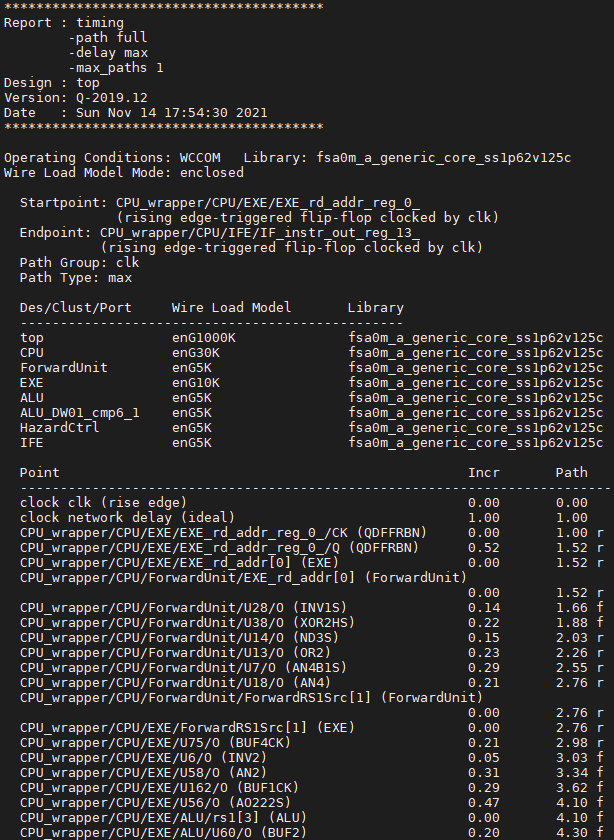 ****************************************
Report : timing
        -path full
        -delay max
        -max_paths 1
Design : top
Version: Q-2019.12
Date   : Sun Nov 14 17:54:30 2021
****************************************
Operating Conditions: WCCOM   Library: fsa0m_a_generic_core_ss1p62v125c
Wire Load Model Mode: enclosed
  Startpoint: CPU_wrapper/CPU/EXE/EXE_rd_addr_reg_0_
              (rising edge-triggered flip-flop clocked by clk)
  Endpoint: CPU_wrapper/CPU/IFE/IF_instr_out_reg_13_
            (rising edge-triggered flip-flop clocked by clk)
  Path Group: clk
  Path Type: max
  Des/Clust/Port     Wire Load Model       Library
  ------------------------------------------------
  top                enG1000K              fsa0m_a_generic_core_ss1p62v125c
  CPU                enG30K                fsa0m_a_generic_core_ss1p62v125c
  ForwardUnit        enG5K                 fsa0m_a_generic_core_ss1p62v125c
  EXE                enG10K                fsa0m_a_generic_core_ss1p62v125c
  ALU                enG5K                 fsa0m_a_generic_core_ss1p62v125c
  ALU_DW01_cmp6_1    enG5K                 fsa0m_a_generic_core_ss1p62v125c
  HazardCtrl         enG5K                 fsa0m_a_generic_core_ss1p62v125c
  IFE                enG5K                 fsa0m_a_generic_core_ss1p62v125c
  Point                                                   Incr       Path
  --------------------------------------------------------------------------
  clock clk (rise edge)                                   0.00       0.00
  clock network delay (ideal)                             1.00       1.00
  CPU_wrapper/CPU/EXE/EXE_rd_addr_reg_0_/CK (QDFFRBN)     0.00       1.00 r
  CPU_wrapper/CPU/EXE/EXE_rd_addr_reg_0_/Q (QDFFRBN)      0.52       1.52 r
  CPU_wrapper/CPU/EXE/EXE_rd_addr[0] (EXE)                0.00       1.52 r
  CPU_wrapper/CPU/ForwardUnit/EXE_rd_addr[0] (ForwardUnit)
                                                          0.00       1.52 r
  CPU_wrapper/CPU/ForwardUnit/U28/O (INV1S)               0.14       1.66 f
  CPU_wrapper/CPU/ForwardUnit/U38/O (XOR2HS)              0.22       1.88 f
  CPU_wrapper/CPU/ForwardUnit/U14/O (ND3S)                0.15       2.03 r
  CPU_wrapper/CPU/ForwardUnit/U13/O (OR2)                 0.23       2.26 r
  CPU_wrapper/CPU/ForwardUnit/U7/O (AN4B1S)               0.29       2.55 r
  CPU_wrapper/CPU/ForwardUnit/U18/O (AN4)                 0.21       2.76 r
  CPU_wrapper/CPU/ForwardUnit/ForwardRS1Src[1] (ForwardUnit)
                                                          0.00       2.76 r
  CPU_wrapper/CPU/EXE/ForwardRS1Src[1] (EXE)              0.00       2.76 r
  CPU_wrapper/CPU/EXE/U75/O (BUF4CK)                      0.21       2.98 r
  CPU_wrapper/CPU/EXE/U6/O (INV2)                         0.05       3.03 f
  CPU_wrapper/CPU/EXE/U58/O (AN2)                         0.31       3.34 f
  CPU_wrapper/CPU/EXE/U162/O (BUF1CK)                     0.29       3.62 f
  CPU_wrapper/CPU/EXE/U56/O (AO222S)                      0.47       4.10 f
  CPU_wrapper/CPU/EXE/ALU/rs1[3] (ALU)                    0.00       4.10 f
  CPU_wrapper/CPU/EXE/ALU/U60/O (BUF2)                    0.20       4.30 f